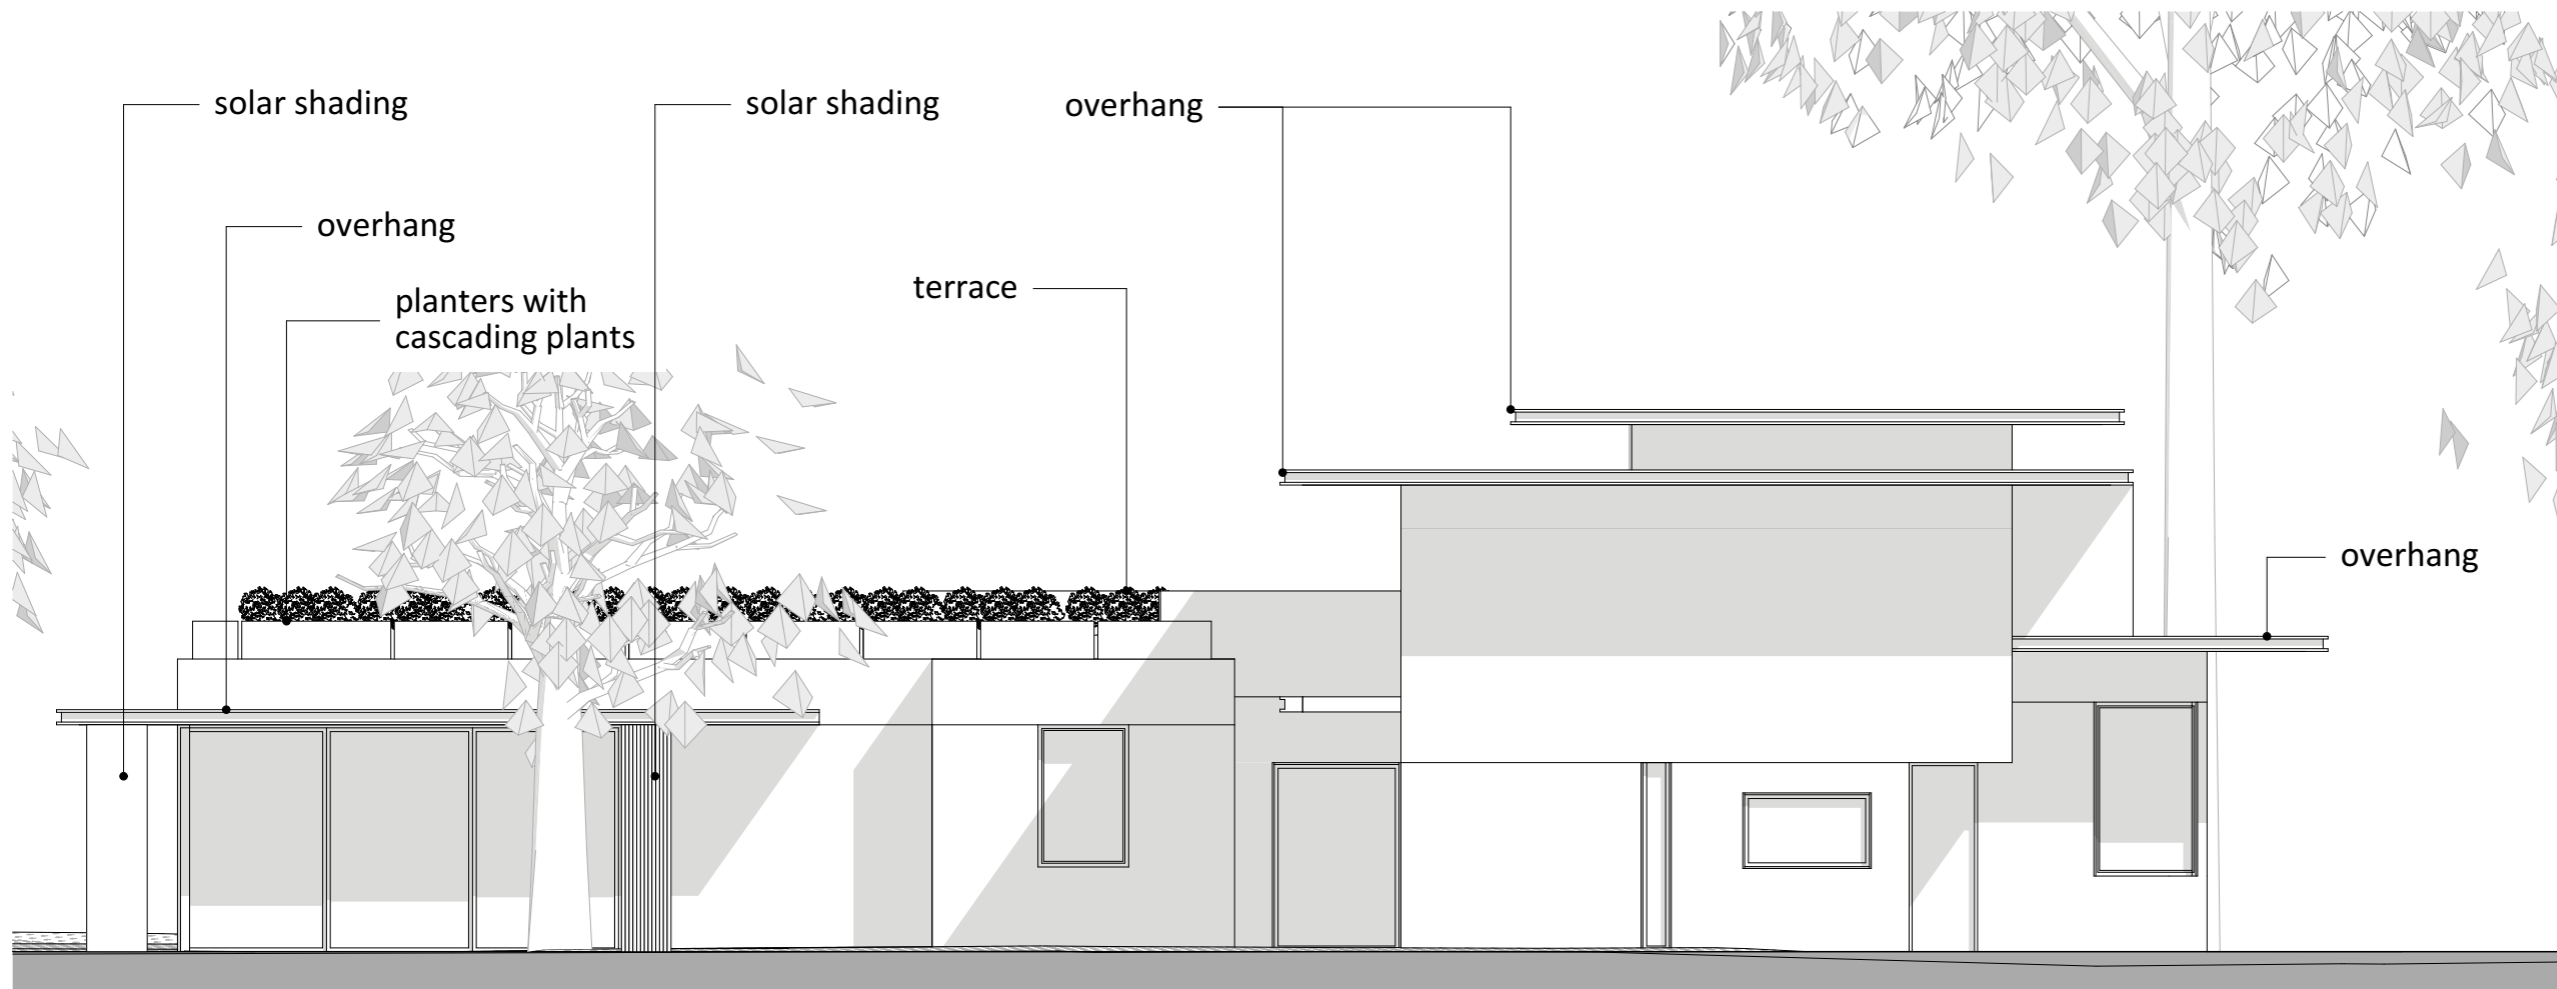 solar shading
solar shading
overhang
overhang
planters with
cascading plants
terrace
overhang